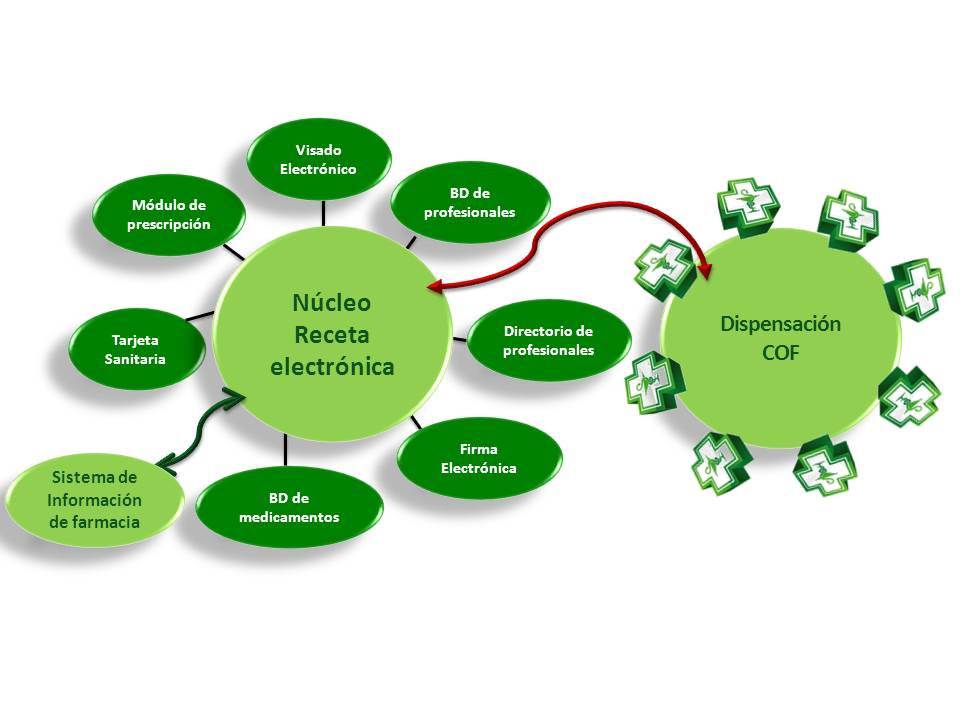 Visado
Electrónico
BD de
profesionales
Módulo de
prescripción
Núcleo
Receta
electrónica
Dispensación
COF
Tarjeta
Sanitaria
Directorio de
profesionales
Firma
Electrónica
Sistema de
Información
de farmacia
BD de
medicamentos